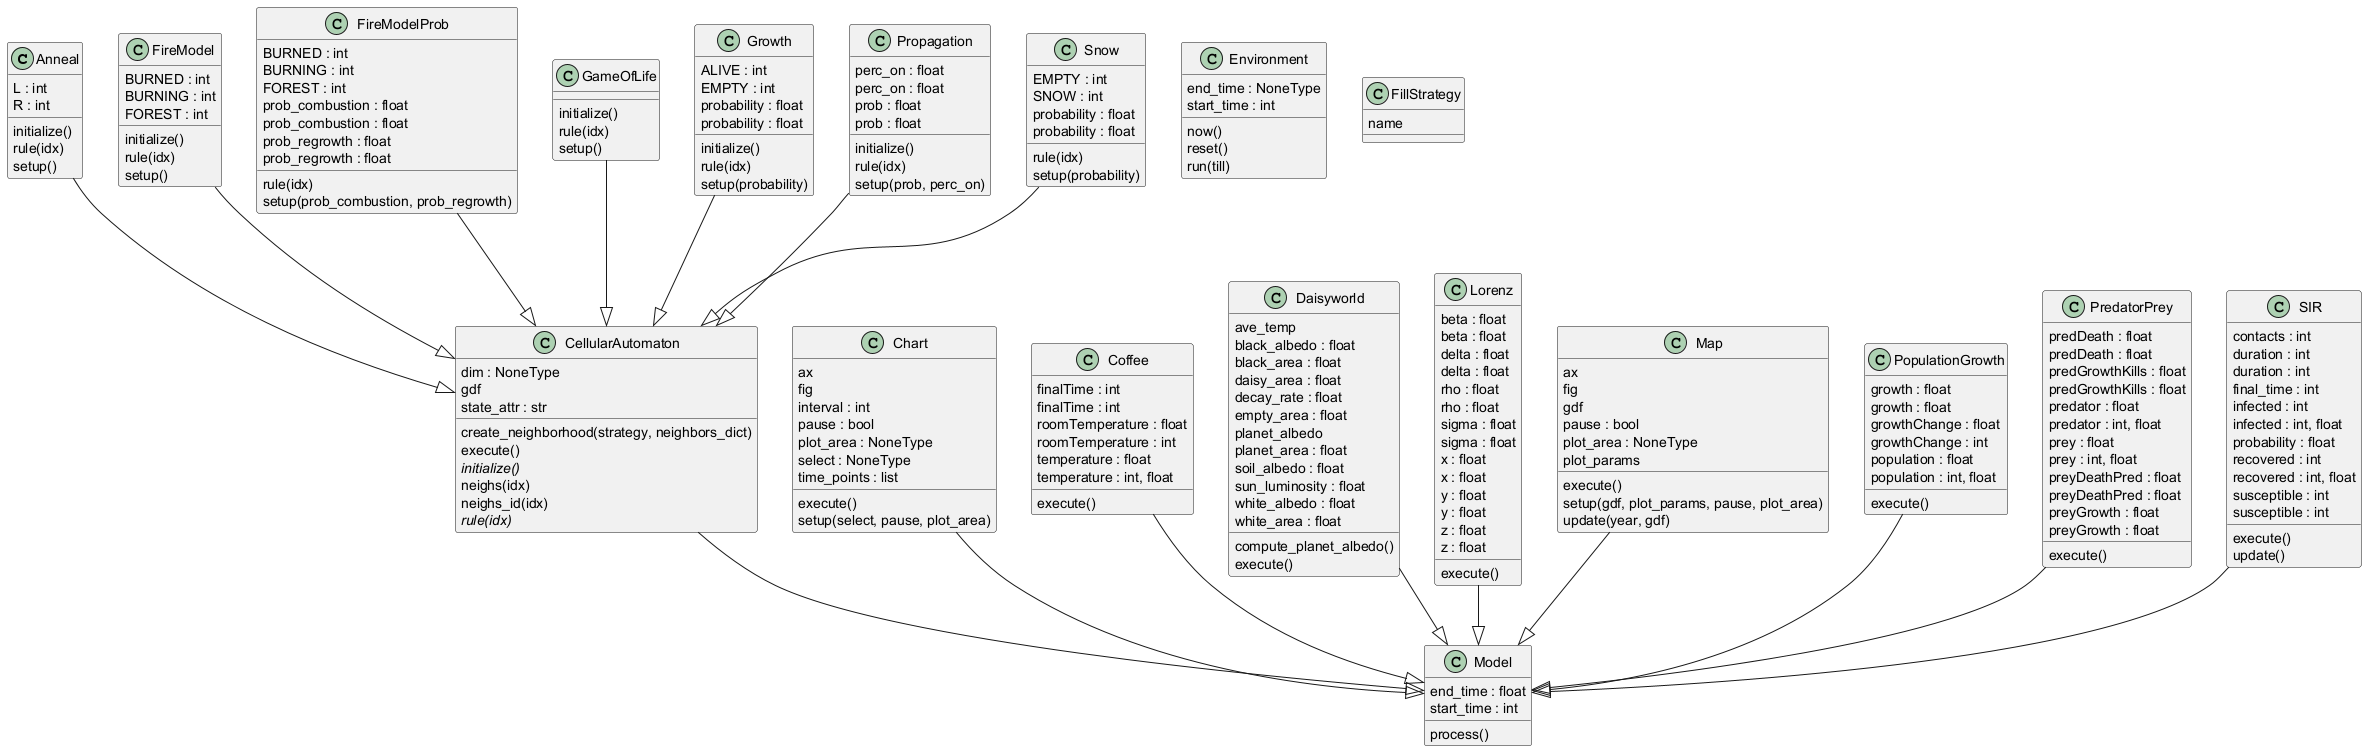 C Anneal
L : int
R : int
initialize()
rule(idx)
setup()
C FireModel
BURNED : int
BURNING : int
FOREST : int
initialize()
rule(idx)
setup()
C FireModelProb
BURNED : int
BURNING : int
FOREST : int
prob_combustion : float
prob_combustion : float
prob_regrowth : float
prob_regrowth : float
rule(idx)
setup(prob_combustion, prob_regrowth)
C GameOfLife
initialize()
rule(idx)
setup()
C Growth
ALIVE : int
EMPTY : int
probability : float
probability : float
initialize()
rule(idx)
setup(probability)
C Propagation
perc_on : float
perc_on : float
prob : float
prob : float
initialize()
rule(idx)
setup(prob, perc_on)
C Snow
EMPTY : int
SNOW : int
probability : float
probability : float
rule(idx)
setup(probability)
C Environment
end_time : NoneType
start_time : int
now()
reset()
run(till)
C FillStrategy
name
C CellularAutomaton
dim : NoneType
gdf
state_attr : str
create_neighborhood(strategy, neighbors_dict)
execute()
initialize()
neighs(idx)
neighs_id(idx)
rule(idx)
C Chart
ax
fig
interval : int
pause : bool
plot_area : NoneType
select : NoneType
time_points : list
execute()
setup(select, pause, plot_area)
C Coffee
finalTime : int
finalTime : int
roomTemperature : float
roomTemperature : int
temperature : float
temperature : int, float
execute()
C Daisyworld
ave_temp
black_albedo : float
black_area : float
daisy_area : float
decay_rate : float
empty_area : float
planet_albedo
planet_area : float
soil_albedo : float
sun_luminosity : float
white_albedo : float
white_area : float
compute_planet_albedo()
execute()
C Lorenz
beta : float
beta : float
delta : float
delta : float
rho : float
rho : float
sigma : float
sigma : float
x : float
x : float
y : float
y : float
z : float
z : float
execute()
C Map
ax
fig
gdf
pause : bool
plot_area : NoneType
plot_params
execute()
setup(gdf, plot_params, pause, plot_area)
update(year, gdf)
C PopulationGrowth
growth : float
growth : float
growthChange : float
growthChange : int
population : float
population : int, float
execute()
C PredatorPrey
predDeath : float
predDeath : float
predGrowthKills : float
predGrowthKills : float
predator : float
predator : int, float
prey : float
prey : int, float
preyDeathPred : float
preyDeathPred : float
preyGrowth : float
preyGrowth : float
execute()
C SIR
contacts : int
duration : int
duration : int
final_time : int
infected : int
infected : int, float
probability : float
recovered : int
recovered : int, float
susceptible : int
susceptible : int
execute()
update()
C Model
end_time : float
start_time : int
process()